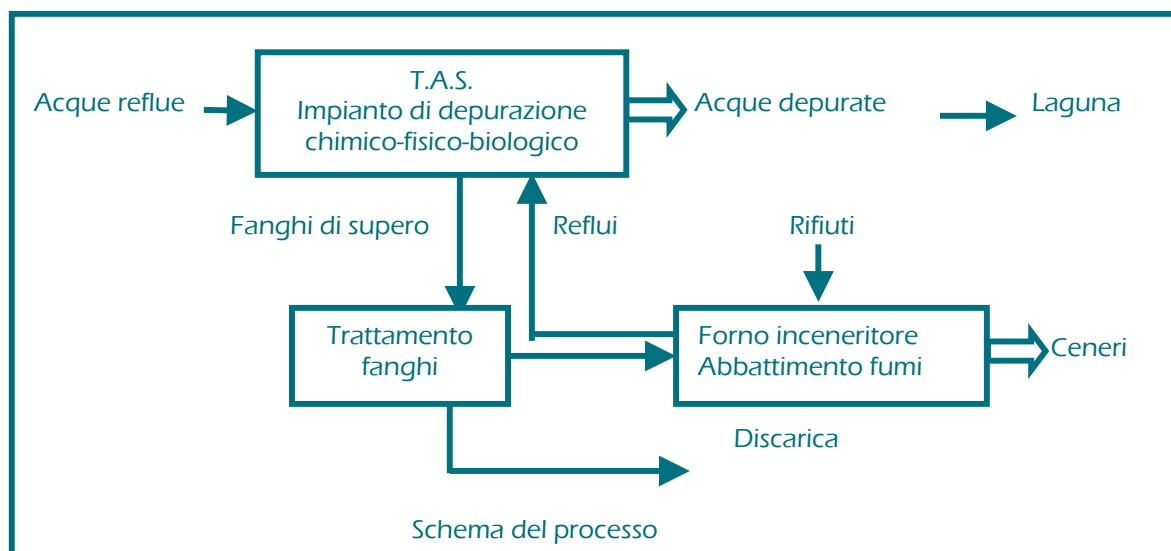 T.A.S.
Impianto di depurazione
chimico-fisico-biologico
Acque reflue
Acque depurate
Laguna
Fanghi di supero
Reflui
Rifiuti
Trattamento
fanghi
Forno inceneritore
Abbattimento fumi
Ceneri
Discarica
Schema del processo